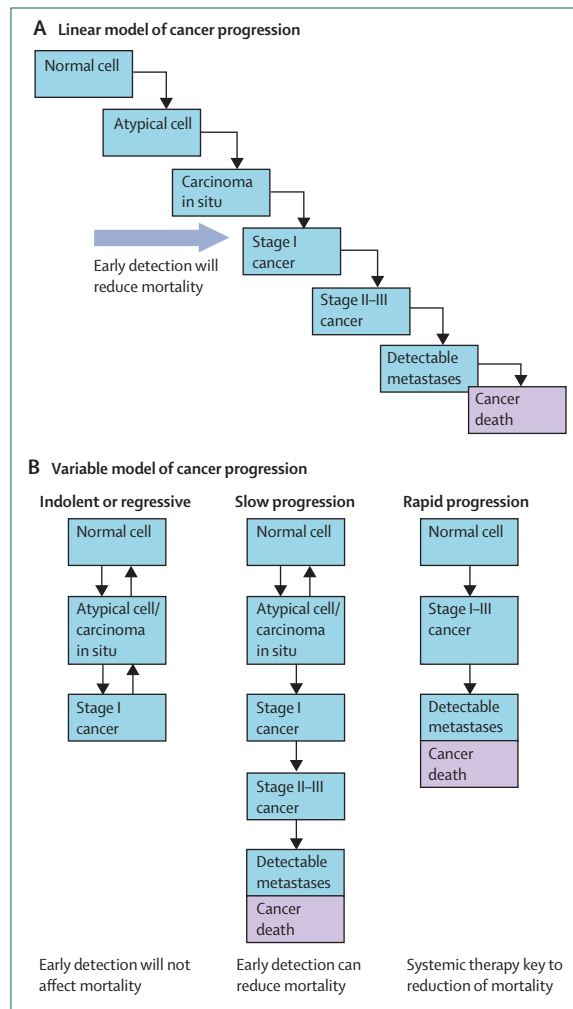 A Linear model of cancer progression
Normal cell
Atypical cell
Carcinoma
in situ
Early detection will
reduce mortality
Stage I
cancer
Stage II–III
cancer
Detectable
metastases
Cancer
death
B Variable model of cancer progression
Indolent or regressive
Normal cell
Atypical cell/
carcinoma
in situ
Stage I
cancer
Early detection will not
affect mortality
Slow progression
Normal cell
Atypical cell/
carcinoma
in situ
Stage I
cancer
Stage II–III
cancer
Detectable
metastases
Cancer
death
Early detection can
reduce mortality
Rapid progression
Normal cell
Stage I–III
cancer
Detectable
metastases
Cancer
death
Systemic therapy key to
reduction of mortality